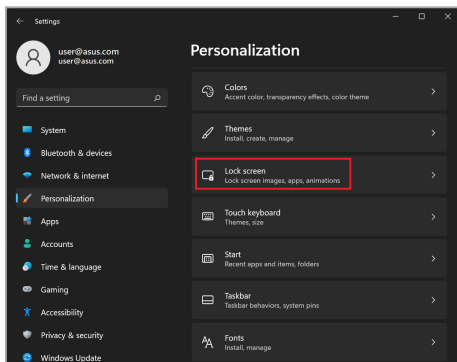 Settings
user@asus.com
user@asus.com
Find a setting
System
Bluetooth & devices
Network & internet
Personalization
Apps
Accounts
Time & language
Gaming
Accessibility
Privacy & security
Windows Update
Personalization
Colors
Accent color, transparency effects, color theme
Themes
Install, create, manage
Lock screen
Lock screen images, apps, animations
Touch keyboard
Themes, size
Start
Recent apps and items, folders
Taskbar
Taskbar behaviors, system pins
Fonts
Install, manage